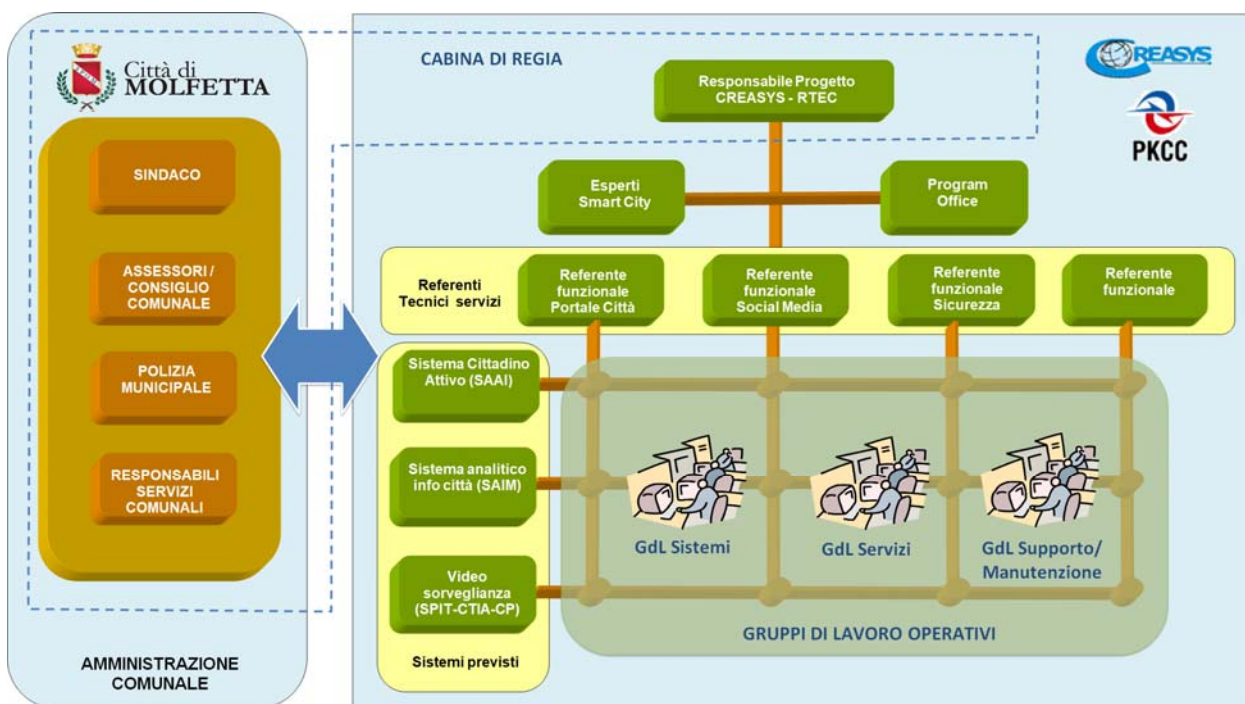 Città di
MOLFETTA
SINDACO
ASSESSORI /
CONSIGLIO
COMUNALE
POLIZIA
MUNICIPALE
RESPONSABILI
SERVIZI
COMUNALI
AMMINISTRAZIONE
COMUNALE
CABINA DI REGIA
CREASYS
PKCC
Responsabile Progetto
CREASYS - RTEC
Esperti
Smart City
Program
Office
Referenti
Tecnici servizi
Referente
funzionale
Portale Città
Referente
funzionale
Social Media
Referente
funzionale
Sicurezza
Referente
funzionale
Sistema Cittadino
Attivo (SAAI)
Sistema analitico
info città (SAIM)
Video
sorveglianza
(SPIT-CTIA-CP)
Sistemi previsti
GdL Sistemi
GdL Servizi
GdL Supporto/
Manutenzione
GRUPPI DI LAVORO OPERATIVI